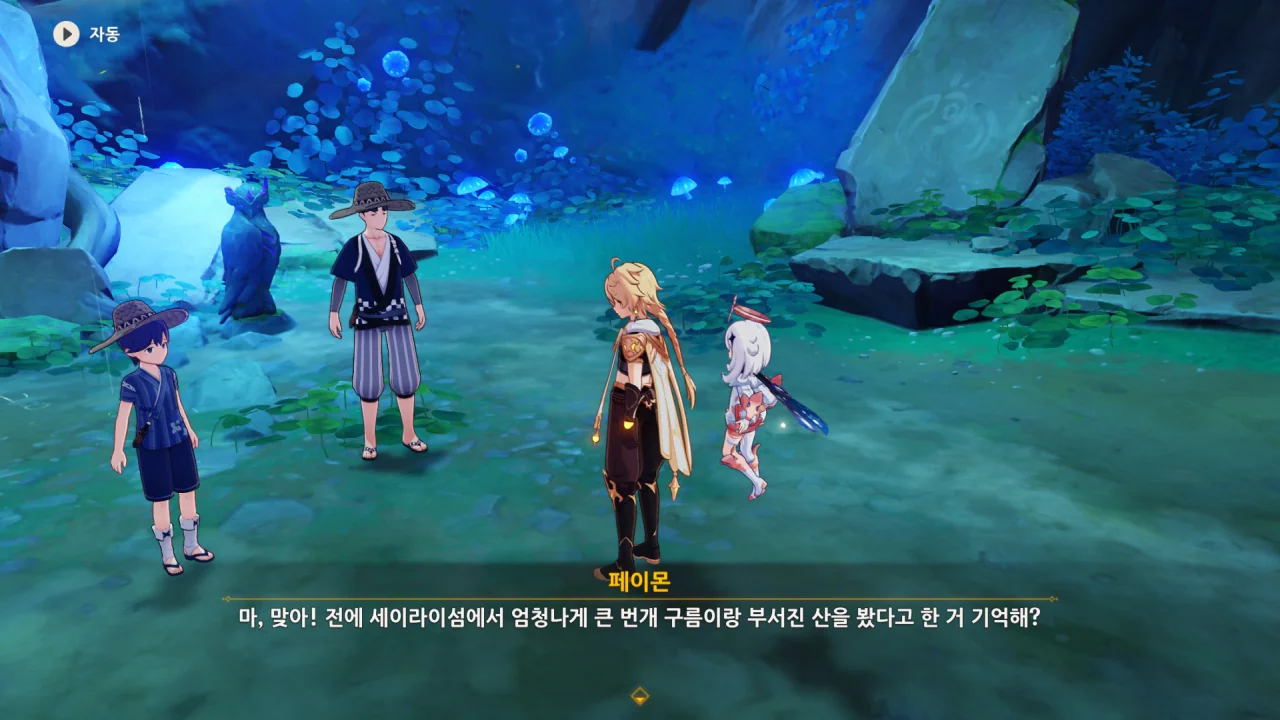 자동
페이몬
마, 맞아! 전에 세이라이섬에서 엄청나게 큰 번개 구름이랑 부서진 산을 봤다고 한 거 기억해?